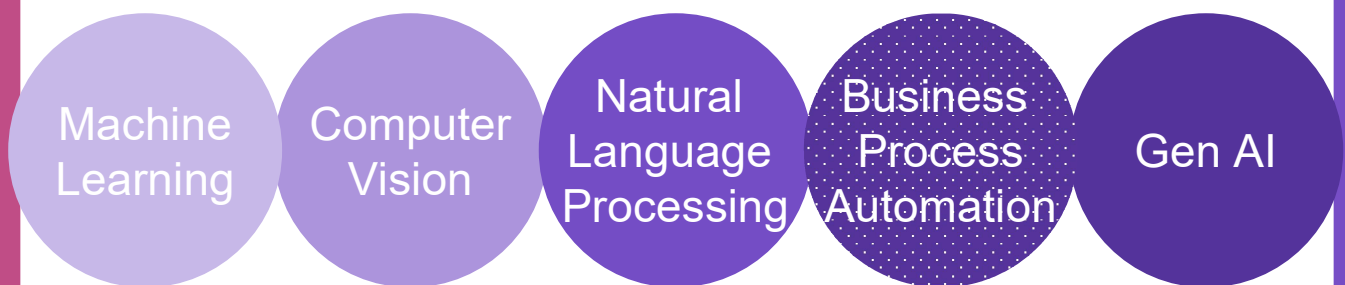 Machine
Learning
Computer
Vision
Natural
Language
Processing
Business
Process
Automation
Gen AI